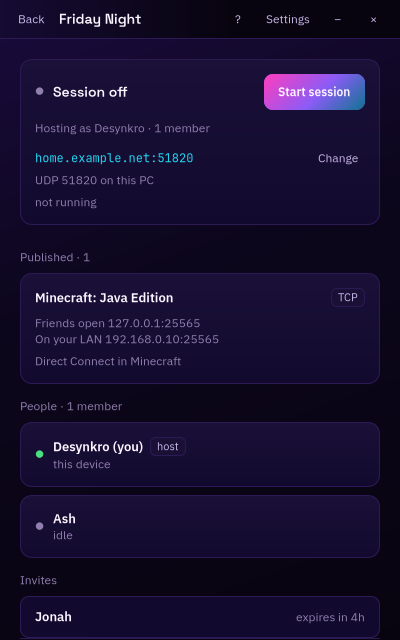 Back Friday Night ? Settings – ×
Session off Start session
Hosting as Desynkro · 1 member
home.example.net:51820 Change
UDP 51820 on this PC
not running
Published · 1
Minecraft: Java Edition TCP
Friends open 127.0.0.1:25565
On your LAN 192.168.0.10:25565
Direct Connect in Minecraft
People · 1 member
Desynkro (you) host
this device
Ash
idle
Invites
Jonah expires in 4h